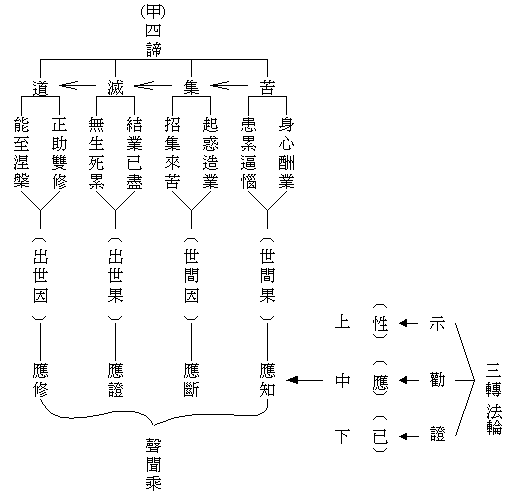 (甲)四諦
苦
集
滅
道
身心酬業
患累逼惱
起惑造業
招集來苦
結業已盡
無生死累
正助雙修
能至涅槃
(世間果)
(世間因)
(出世果)
(出世因)
應知
應斷
應證
應修
聲聞乘
三轉法輪
示
(性)
上
勸
(應)
中
證
(已)
下